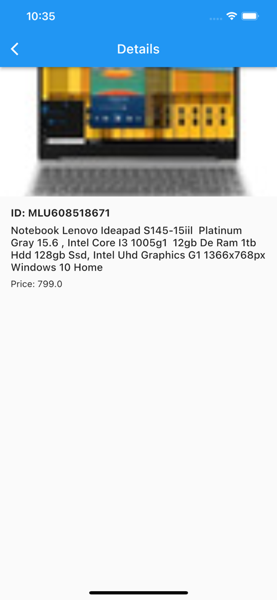 10:35
Details
ID: MLU608518671
Notebook Lenovo Ideapad S145-15iil  Platinum
Gray 15.6 , Intel Core I3 1005g1  12gb De Ram 1tb
Hdd 128gb Ssd, Intel Uhd Graphics G1 1366x768px
Windows 10 Home
Price: 799.0